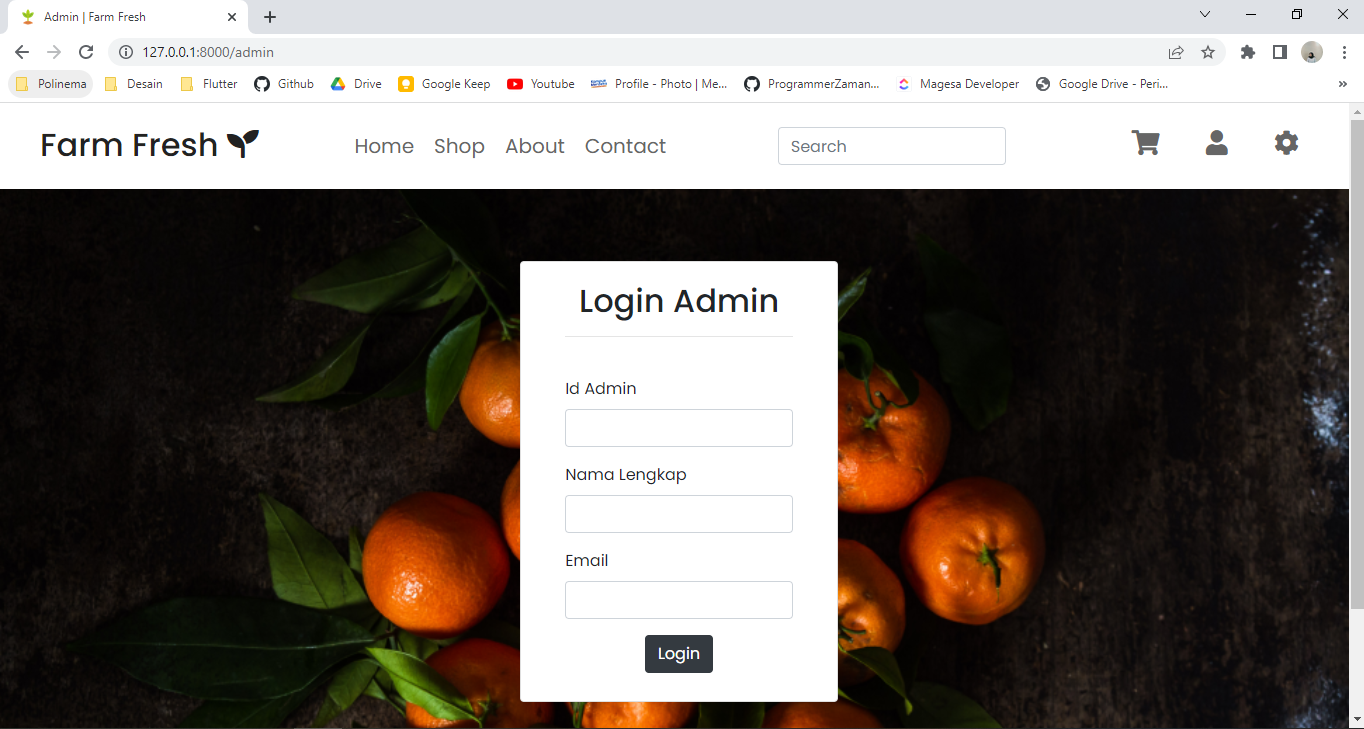 Admin | Farm Fresh
127.0.0.1:8000/admin
Polinema Desain Flutter Github Drive Google Keep Youtube Profile - Photo | Me... ProgrammerZaman... Magesa Developer Google Drive - Peri... »
Farm Fresh Home Shop About Contact Search
Login Admin
Id Admin
Nama Lengkap
Email
Login